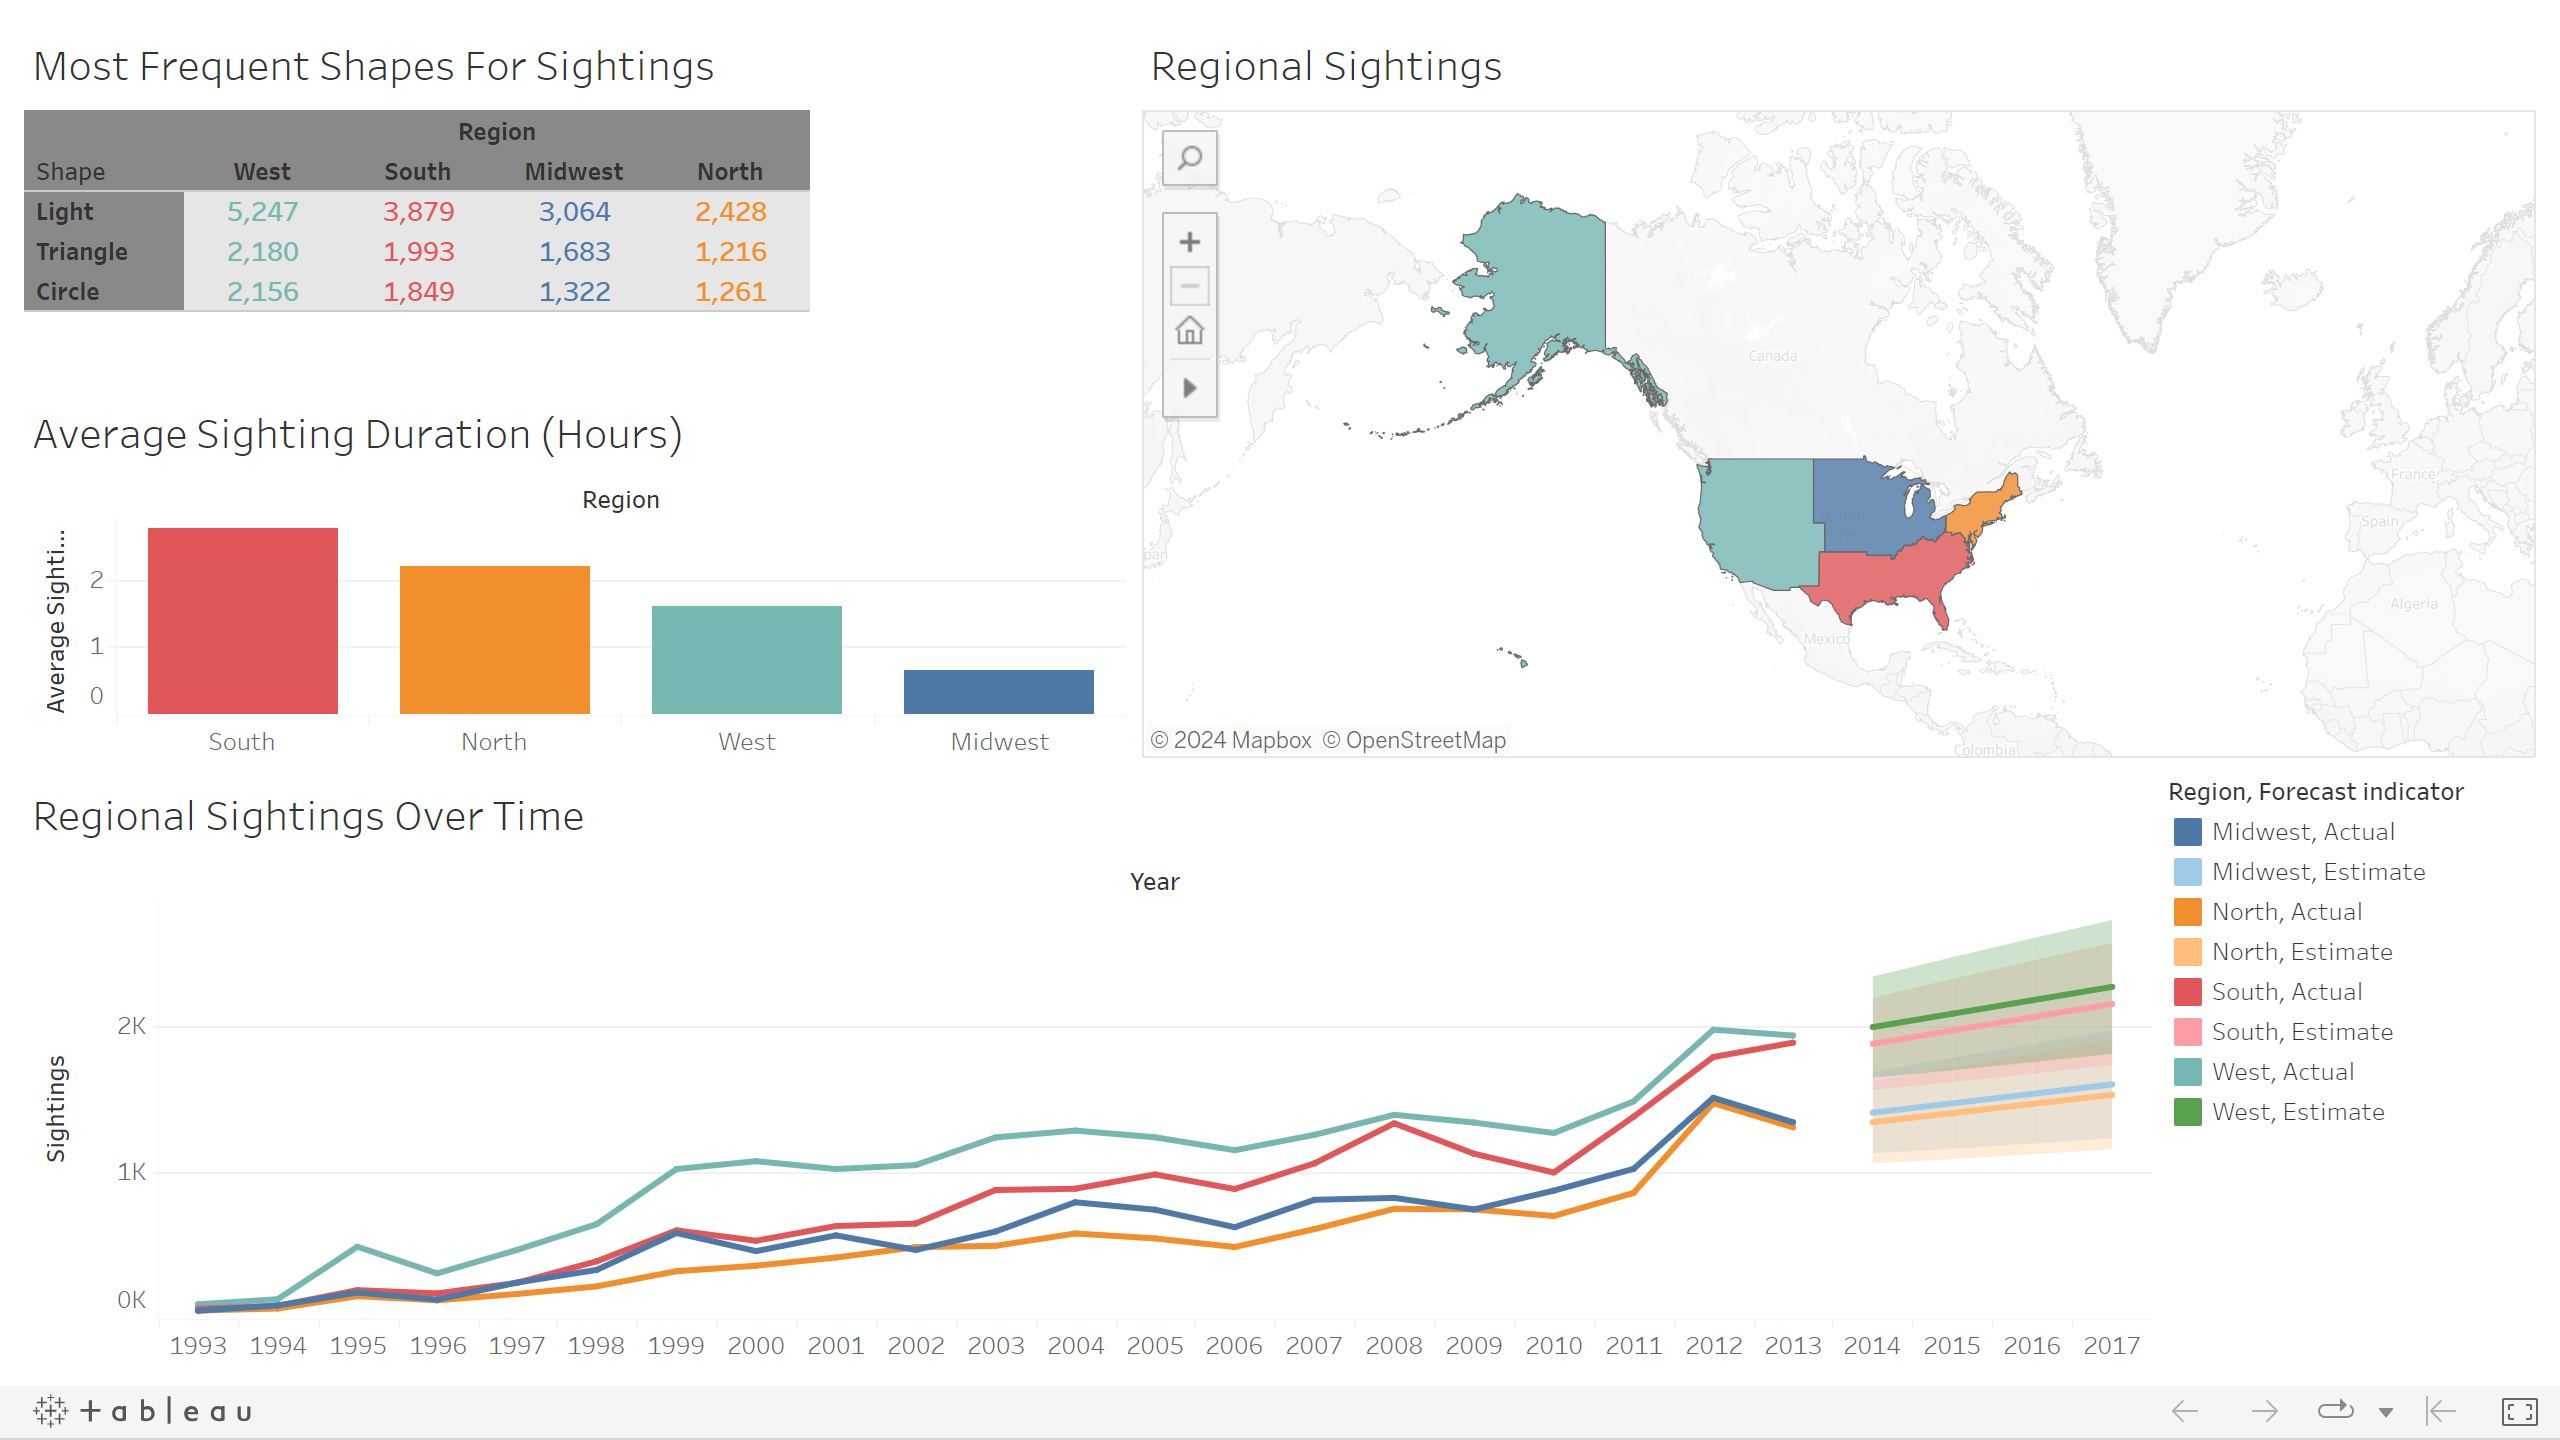 Most Frequent Shapes For Sightings
Region
Shape West South Midwest North
Light 5,247 3,879 3,064 2,428
Triangle 2,180 1,993 1,683 1,216
Circle 2,156 1,849 1,322 1,261
Average Sighting Duration (Hours)
Region
Average Sighti...
2
1
0
South North West Midwest
Regional Sightings
Canada
United
States
Mexico
Colombia
France
Spain
Algeria
pan
© 2024 Mapbox © OpenStreetMap
Regional Sightings Over Time
Year
Sightings
2K
1K
0K
1993 1994 1995 1996 1997 1998 1999 2000 2001 2002 2003 2004 2005 2006 2007 2008 2009 2010 2011 2012 2013 2014 2015 2016 2017
Region, Forecast indicator
Midwest, Actual
Midwest, Estimate
North, Actual
North, Estimate
South, Actual
South, Estimate
West, Actual
West, Estimate
+ableau